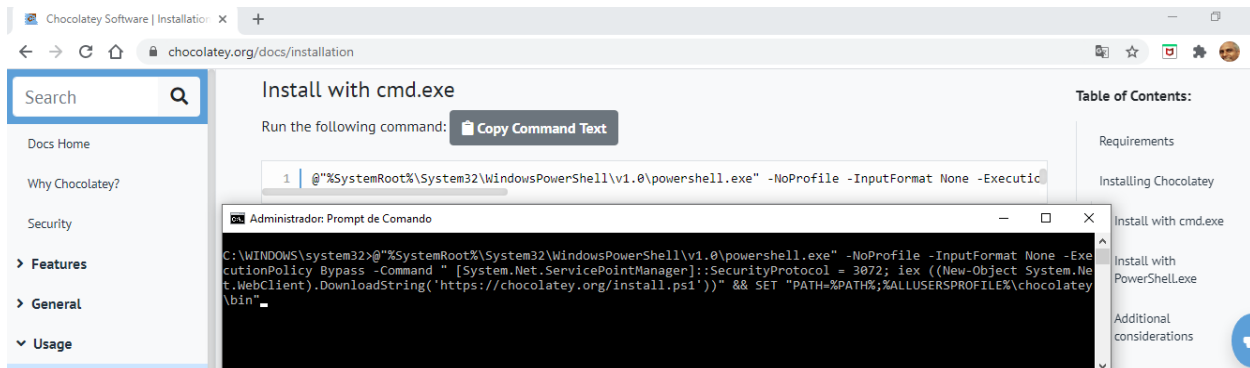 Chocolatey Software | Installation
chocolatey.org/docs/installation
Search
Docs Home
Why Chocolatey?
Security
Features
General
Usage
Install with cmd.exe
Run the following command: Copy Command Text
1 @"%SystemRoot%\System32\WindowsPowerShell\v1.0\powershell.exe" -NoProfile -InputFormat None -Executio
Administrador: Prompt de Comando
C:\WINDOWS\system32>@"%SystemRoot%\System32\WindowsPowerShell\v1.0\powershell.exe" -NoProfile -InputFormat None -Exe
cutionPolicy Bypass -Command " [System.Net.ServicePointManager]::SecurityProtocol = 3072; iex ((New-Object System.Ne
t.WebClient).DownloadString('https://chocolatey.org/install.ps1'))" && SET "PATH=%PATH%;%ALLUSERSPROFILE%\chocolatey
\bin"
Table of Contents:
Requirements
Installing Chocolatey
Install with cmd.exe
Install with
PowerShell.exe
Additional
considerations